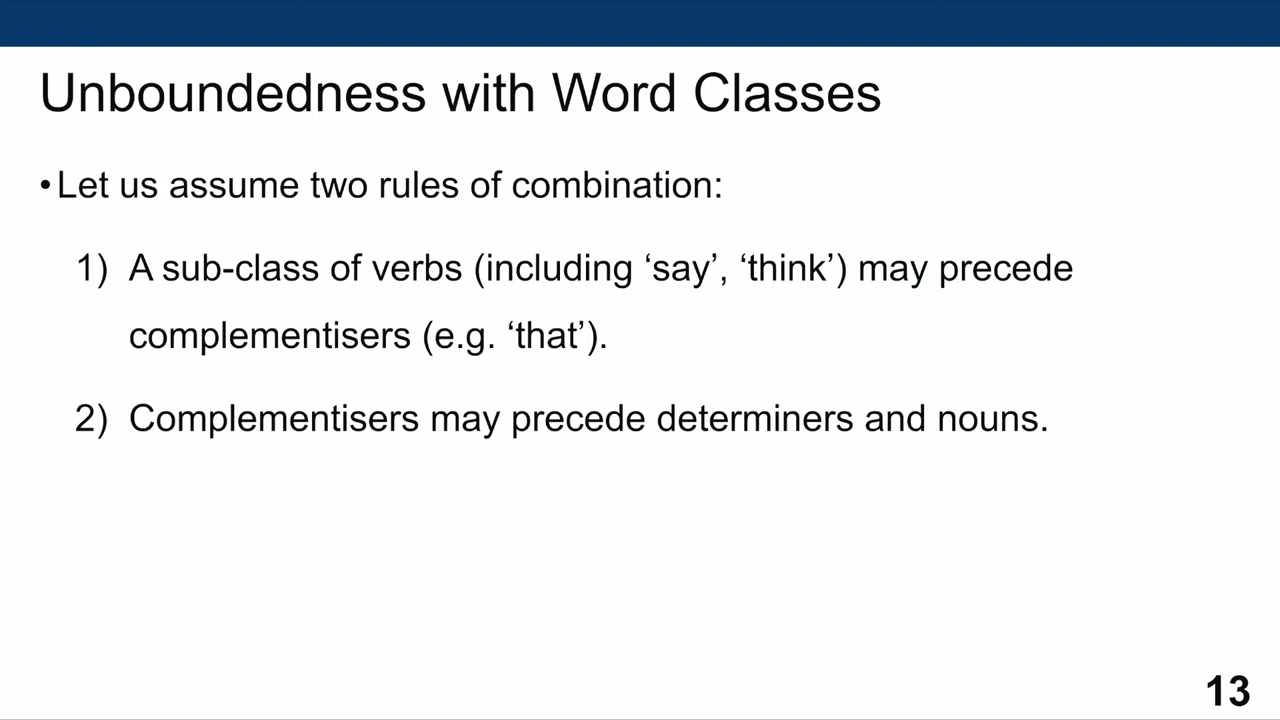 Unboundedness with Word Classes
•Let us assume two rules of combination:
1) A sub-class of verbs (including ‘say’, ‘think’) may precede
complementisers (e.g. ‘that’).
2) Complementisers may precede determiners and nouns.
13